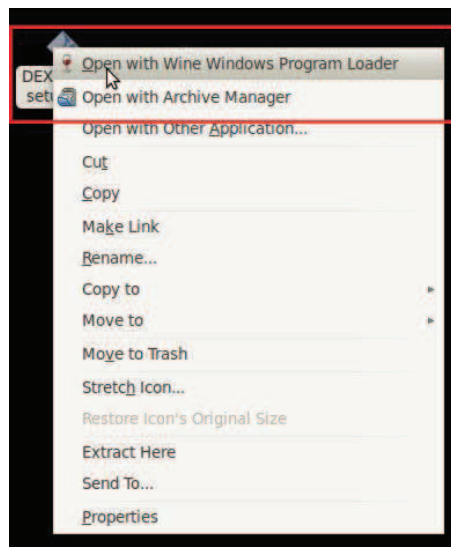 Open with Wine Windows Program Loader
DEX
Open with Archive Manager
Open with Other Application...
Cut
Copy
Make Link
Rename...
Copy to
Move to
Move to Trash
Stretch Icon...
Restore Icon's Original Size
Extract Here
Send To...
Properties